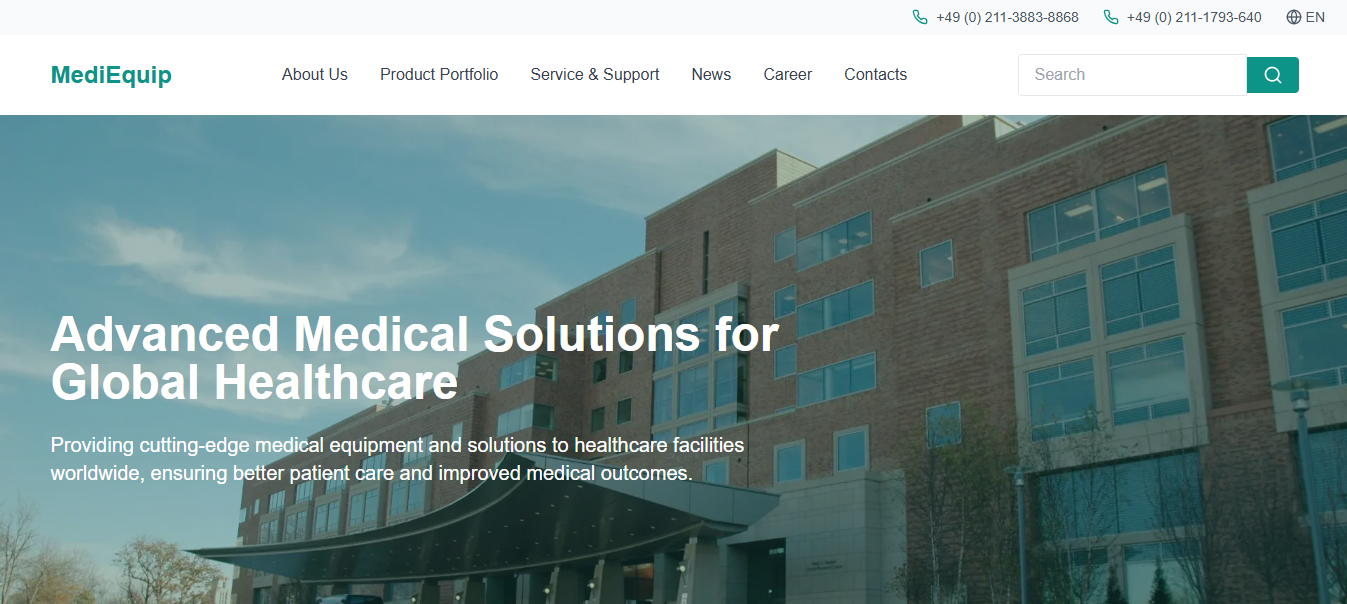 +49 (0) 211-3883-8868 +49 (0) 211-1793-640 EN
MediEquip About Us Product Portfolio Service & Support News Career Contacts Search
Advanced Medical Solutions for
Global Healthcare
Providing cutting-edge medical equipment and solutions to healthcare facilities
worldwide, ensuring better patient care and improved medical outcomes.